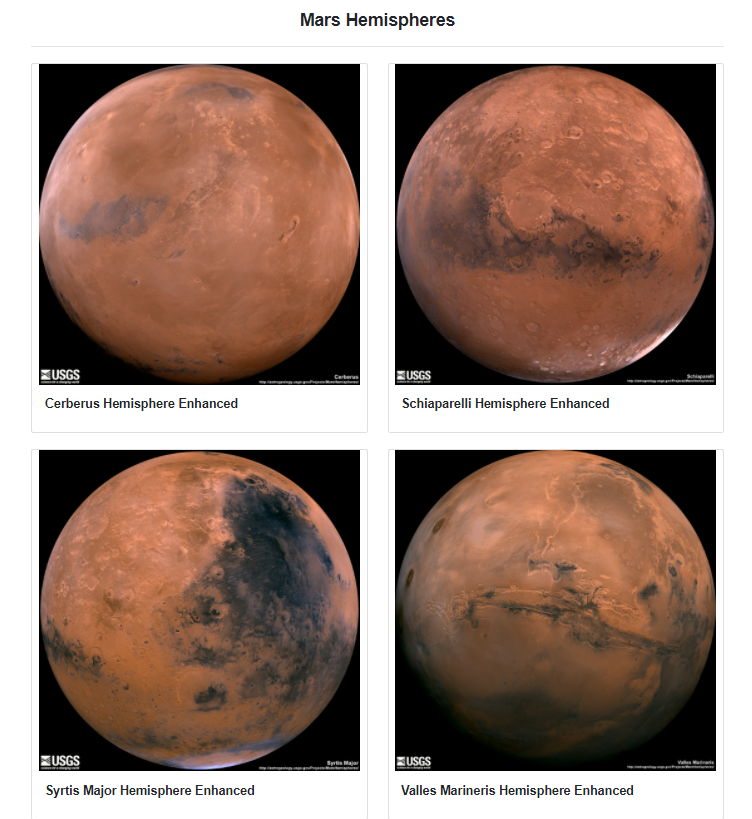 Mars Hemispheres
USGS
Cerberus
Cerberus Hemisphere Enhanced
USGS
Schiaparelli
Schiaparelli Hemisphere Enhanced
USGS
Syrtis Major
Syrtis Major Hemisphere Enhanced
USGS
Valles Marineris
Valles Marineris Hemisphere Enhanced